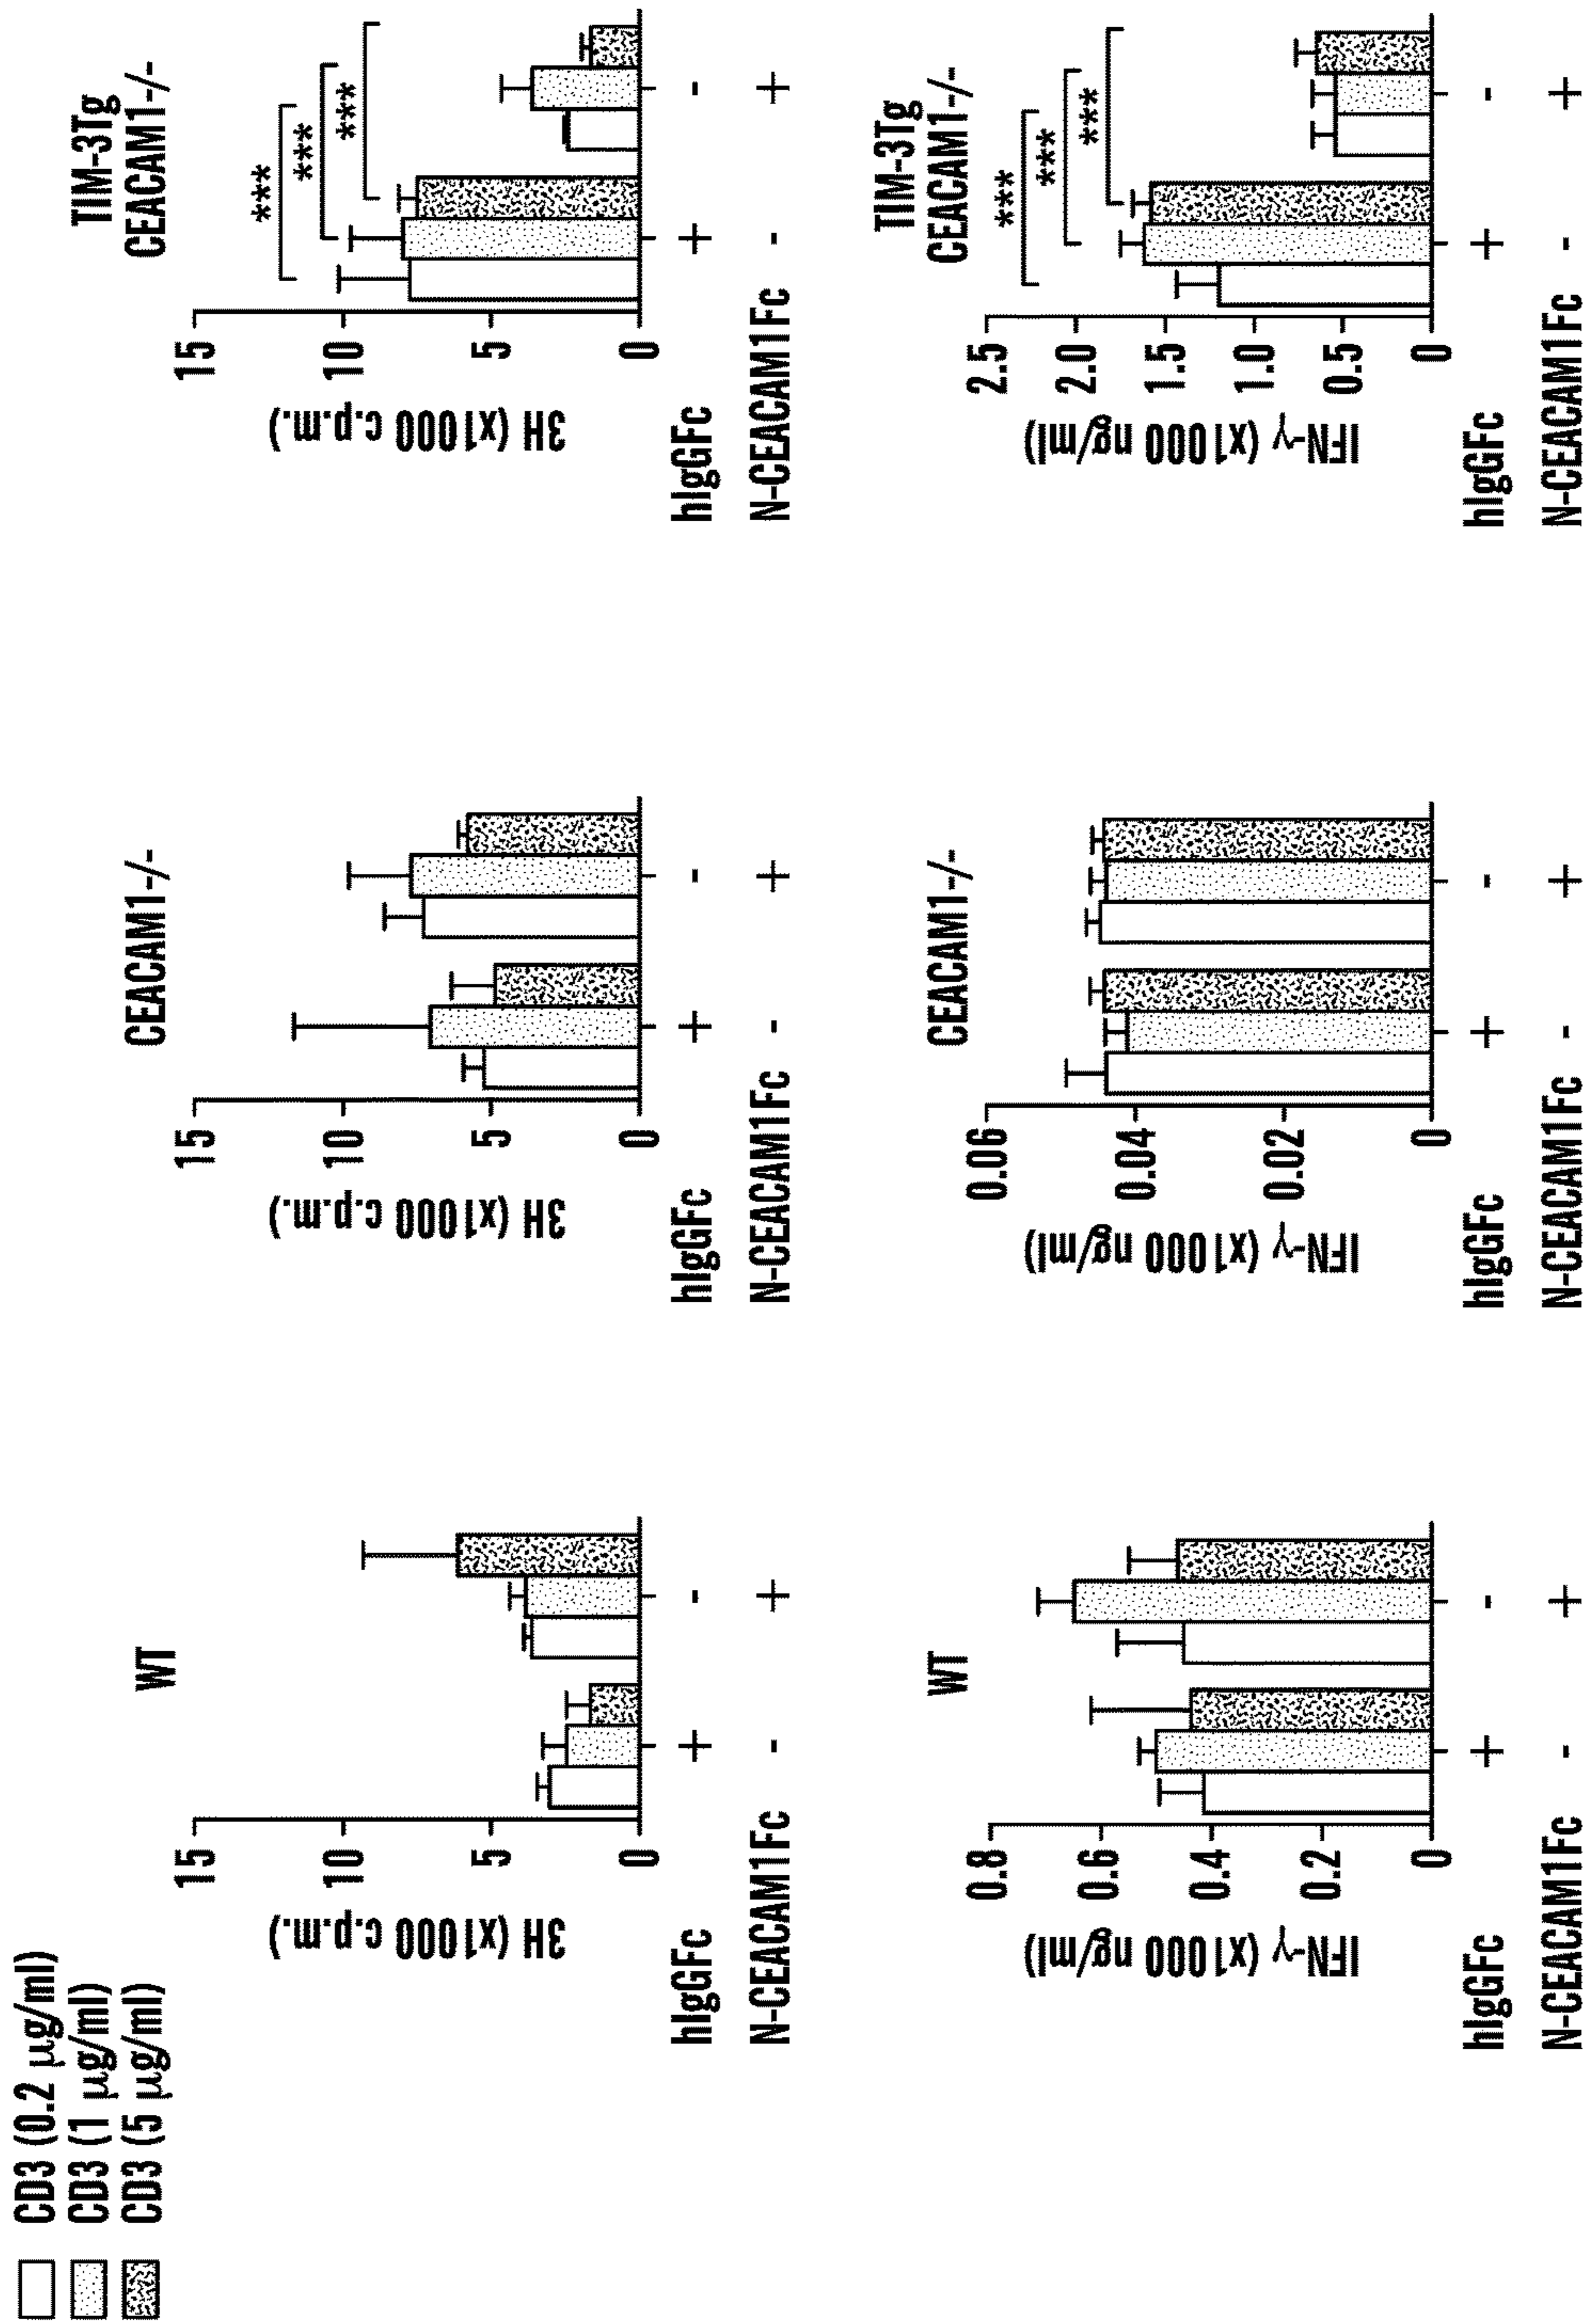 CD3 (0.2 μg/ml)
CD3 (1 μg/ml)
CD3 (5 μg/ml)
WT
3H (x1000 c.p.m.)
15
10
5
0
hIgGFc + -
N-CEACAM1Fc - +
CEACAM1-/-
3H (x1000 c.p.m.)
15
10
5
0
hIgGFc + -
N-CEACAM1Fc - +
TIM-3Tg
CEACAM1-/-
***
***
***
3H (x1000 c.p.m.)
15
10
5
0
hIgGFc + -
N-CEACAM1Fc - +
WT
IFN-γ (x1000 ng/ml)
0.8
0.6
0.4
0.2
0
hIgGFc + -
N-CEACAM1Fc - +
CEACAM1-/-
IFN-γ (x1000 ng/ml)
0.06
0.04
0.02
0
hIgGFc + -
N-CEACAM1Fc - +
TIM-3Tg
CEACAM1-/-
***
***
***
IFN-γ (x1000 ng/ml)
2.5
2.0
1.5
1.0
0.5
0
hIgGFc + -
N-CEACAM1Fc - +